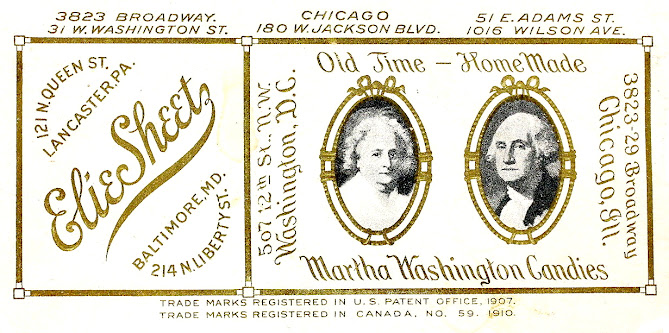 3823 BROADWAY.
31 W. WASHINGTON ST.
CHICAGO
180 W. JACKSON BLVD.
51 E. ADAMS ST.
1016 WILSON AVE.
121 N. QUEEN ST.
LANCASTER, PA.
Elie Sheetz
BALTIMORE, MD.
214 N. LIBERTY ST.
507 12th St., N.W.
Washington, D.C.
Old Time – Home Made
3823-29 Broadway
Chicago, Ill.
Martha Washington Candies
TRADE MARKS REGISTERED IN U.S. PATENT OFFICE, 1907.
TRADE MARKS REGISTERED IN CANADA, NO. 59. 1910.